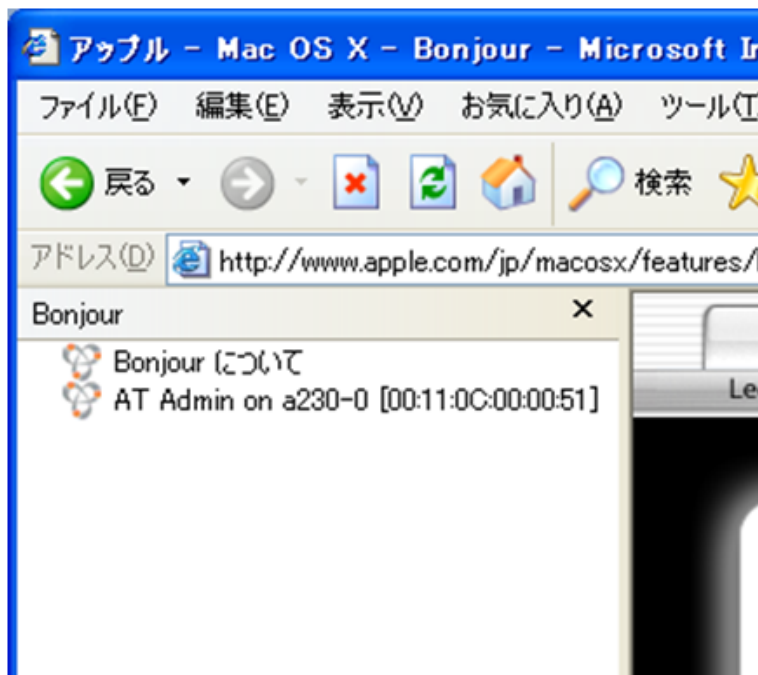 アップル - Mac OS X - Bonjour - Microsoft
ファイル(F) 編集(E) 表示(V) お気に入り(A) ツール(T
戻る 検索
アドレス(D) http://www.apple.com/jp/macosx/features/
Bonjour
Bonjour について
AT Admin on a230-0 [00:11:0C:00:00:51]